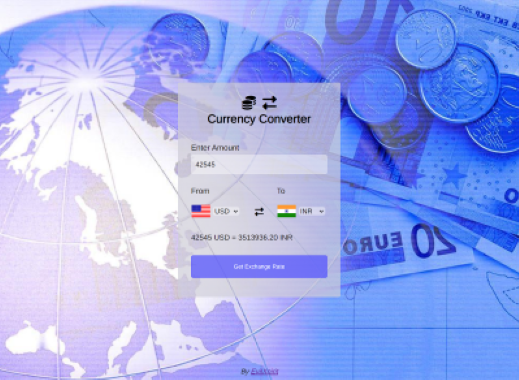 Currency Converter
Enter Amount
42545
From To
USD INR
42545 USD = 3513936.20 INR
Get Exchange Rate
20 EURO
By